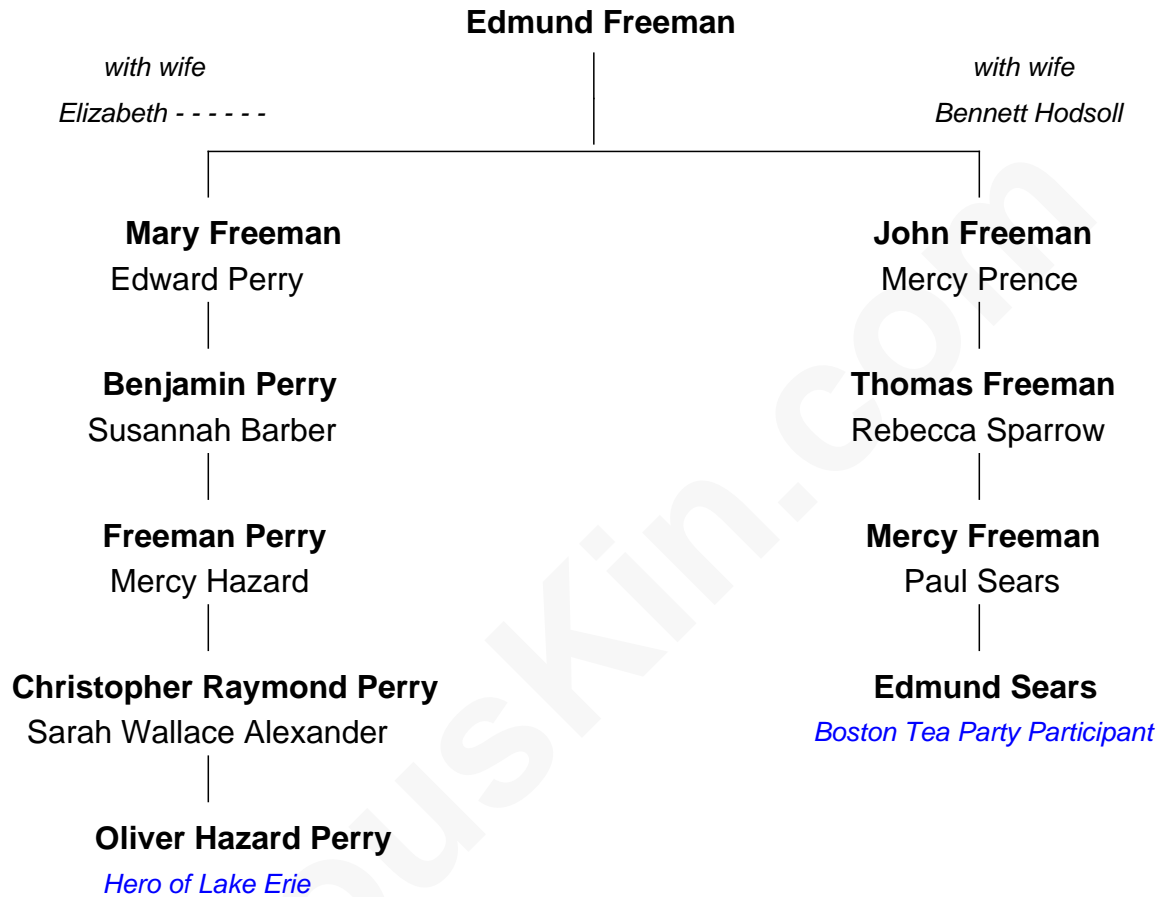 Edmund Freeman
with wife
Elizabeth - - - - - -
with wife
Bennett Hodsoll
Mary Freeman
Edward Perry
John Freeman
Mercy Prence
Benjamin Perry
Susannah Barber
Thomas Freeman
Rebecca Sparrow
Freeman Perry
Mercy Hazard
Mercy Freeman
Paul Sears
Christopher Raymond Perry
Sarah Wallace Alexander
Edmund Sears
Boston Tea Party Participant
Oliver Hazard Perry
Hero of Lake Erie
ousKin.com